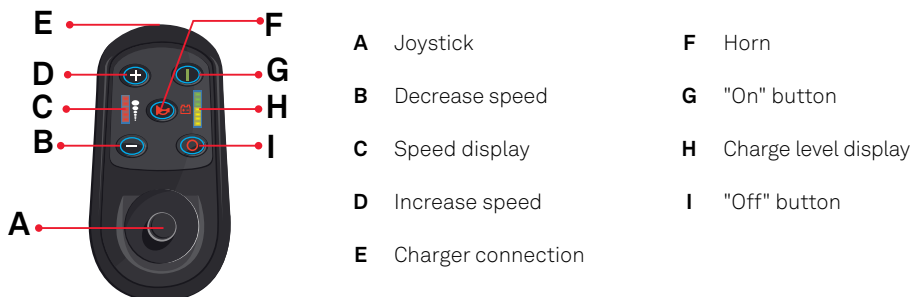 E
F
D
G
C
H
B
I
A
A Joystick
B Decrease speed
C Speed display
D Increase speed
E Charger connection
F Horn
G "On" button
H Charge level display
I "Off" button